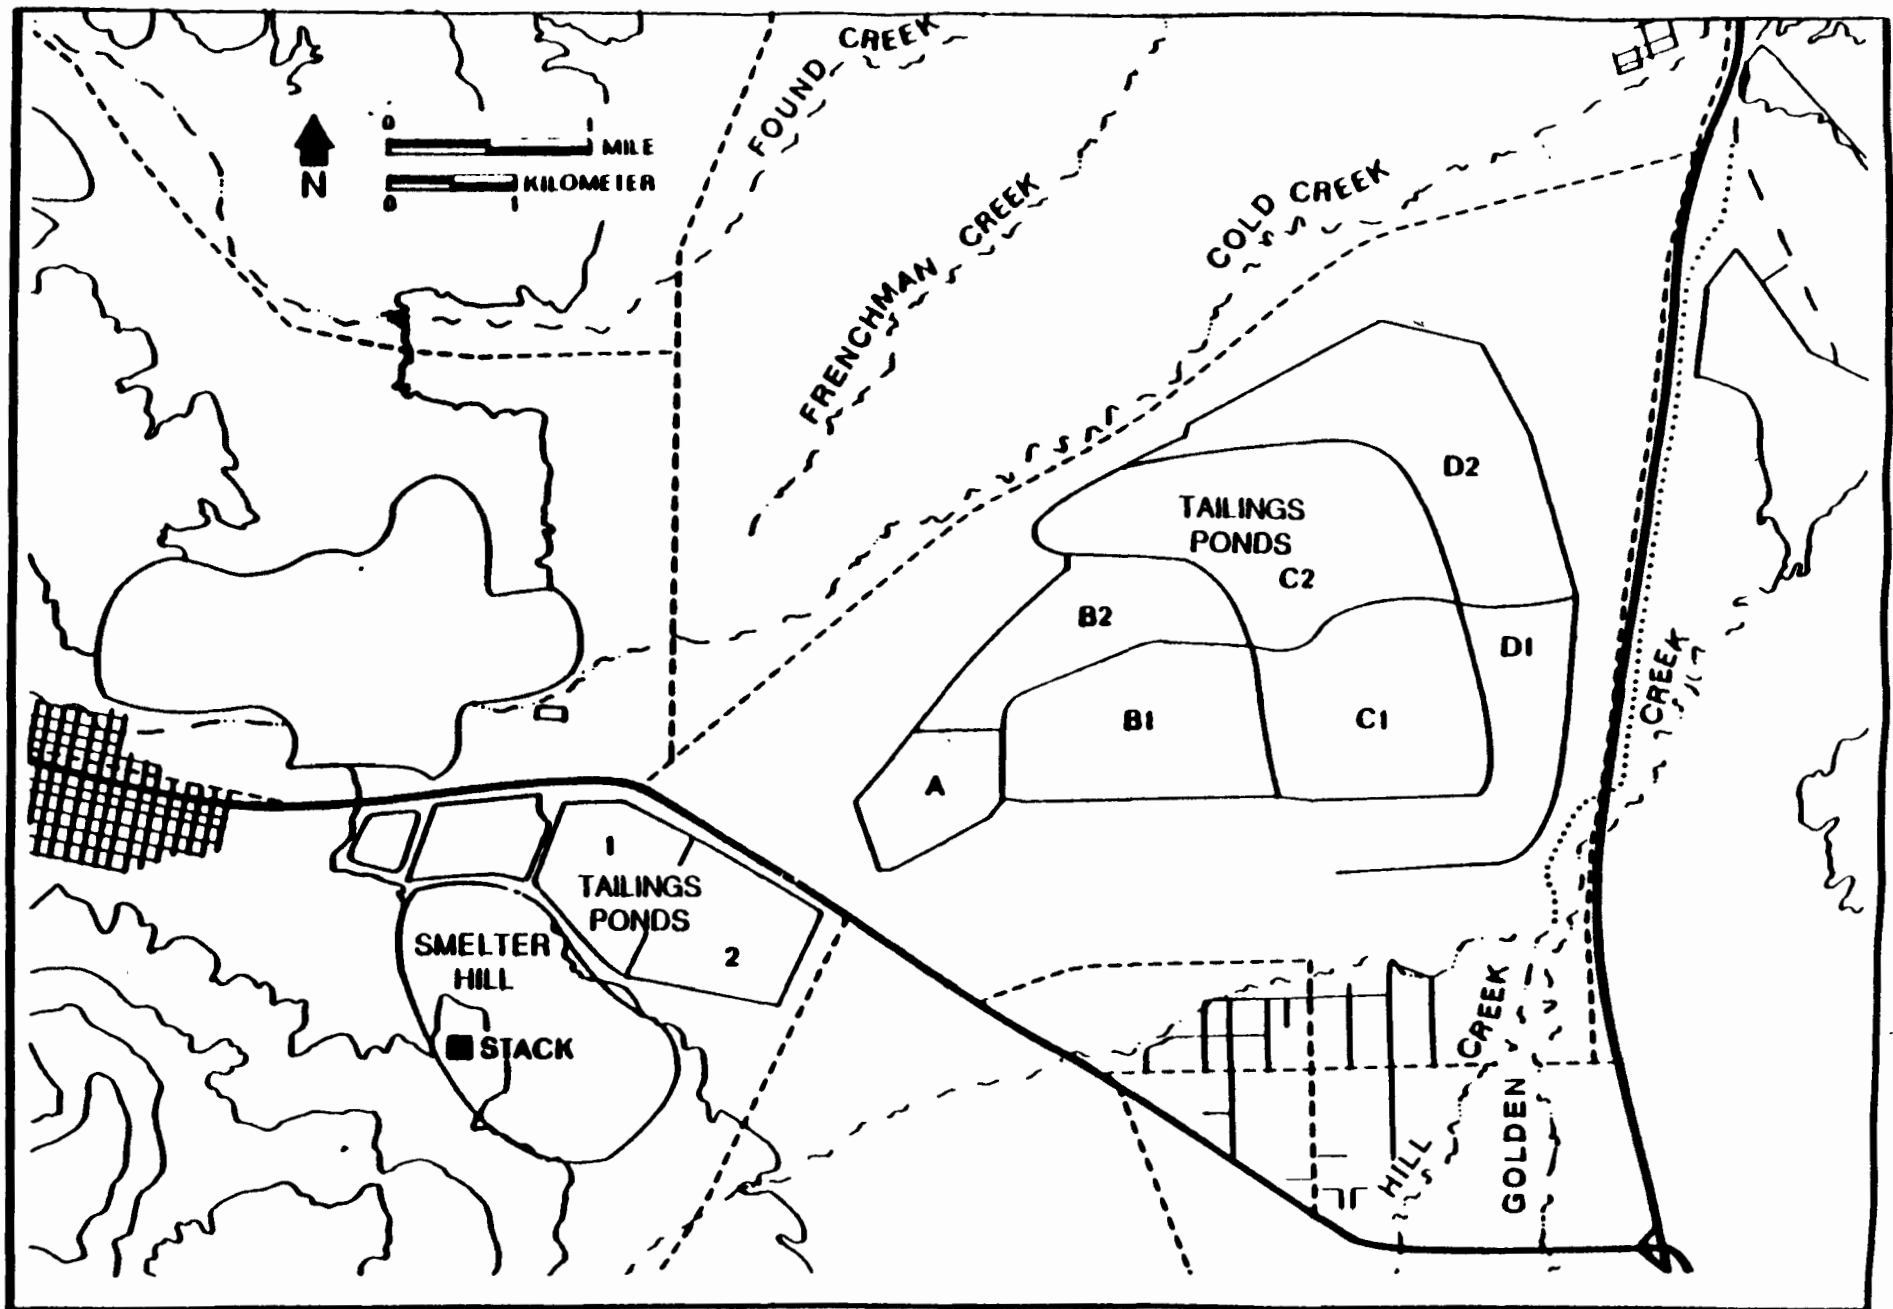 FOUND CREEK
0 1
MILE
KILOMETER
0 1
N
FRENCHMAN CREEK
COLD CREEK
D2
TAILINGS
PONDS
C2
B2
D1
CREEK
B1
C1
A
1
TAILINGS
PONDS
2
SMELTER
HILL
STACK
HILL CREEK
GOLDEN